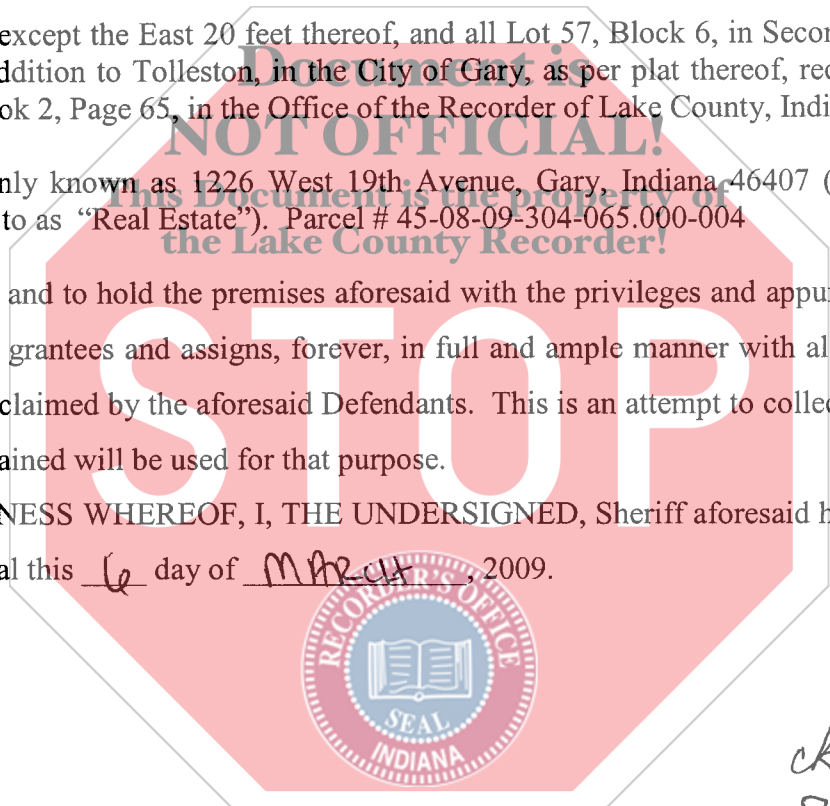 except the East 20 feet thereof, and all Lot 57, Block 6, in Secon
ddition to Tolleston, in the City of Gary, as per plat thereof, rec
ok 2, Page 65, in the Office of the Recorder of Lake County, Indi
Document is
NOT OFFICIAL!
This Document is the property of
the Lake County Recorder!
nly known as 1226 West 19th Avenue, Gary, Indiana 46407 (
to as “Real Estate”). Parcel # 45-08-09-304-065.000-004
and to hold the premises aforesaid with the privileges and appu
grantees and assigns, forever, in full and ample manner with al
claimed by the aforesaid Defendants. This is an attempt to collec
ained will be used for that purpose.
STOP
NESS WHEREOF, I, THE UNDERSIGNED, Sheriff aforesaid h
al this 6 day of MARCH, 2009.
RECORDER'S OFFICE
SEAL
INDIANA